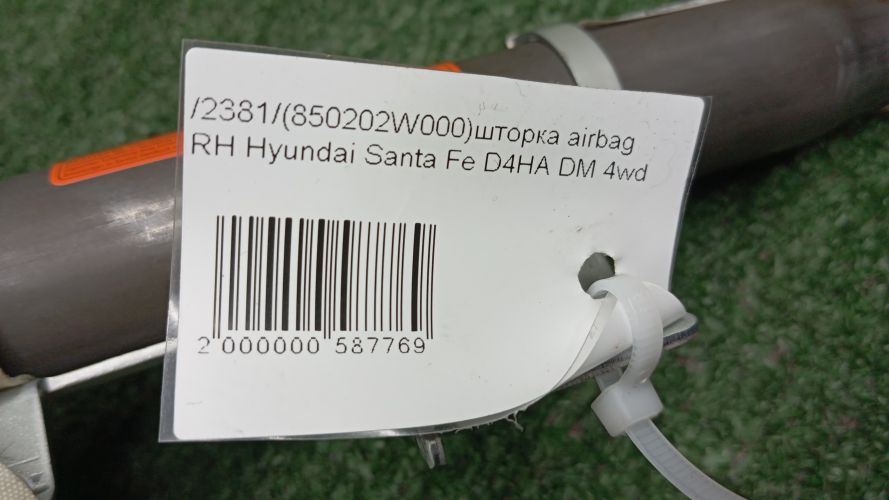 /2381/(850202W000)шторка airbag
RH Hyundai Santa Fe D4HA DM 4wd
2 000000 587769